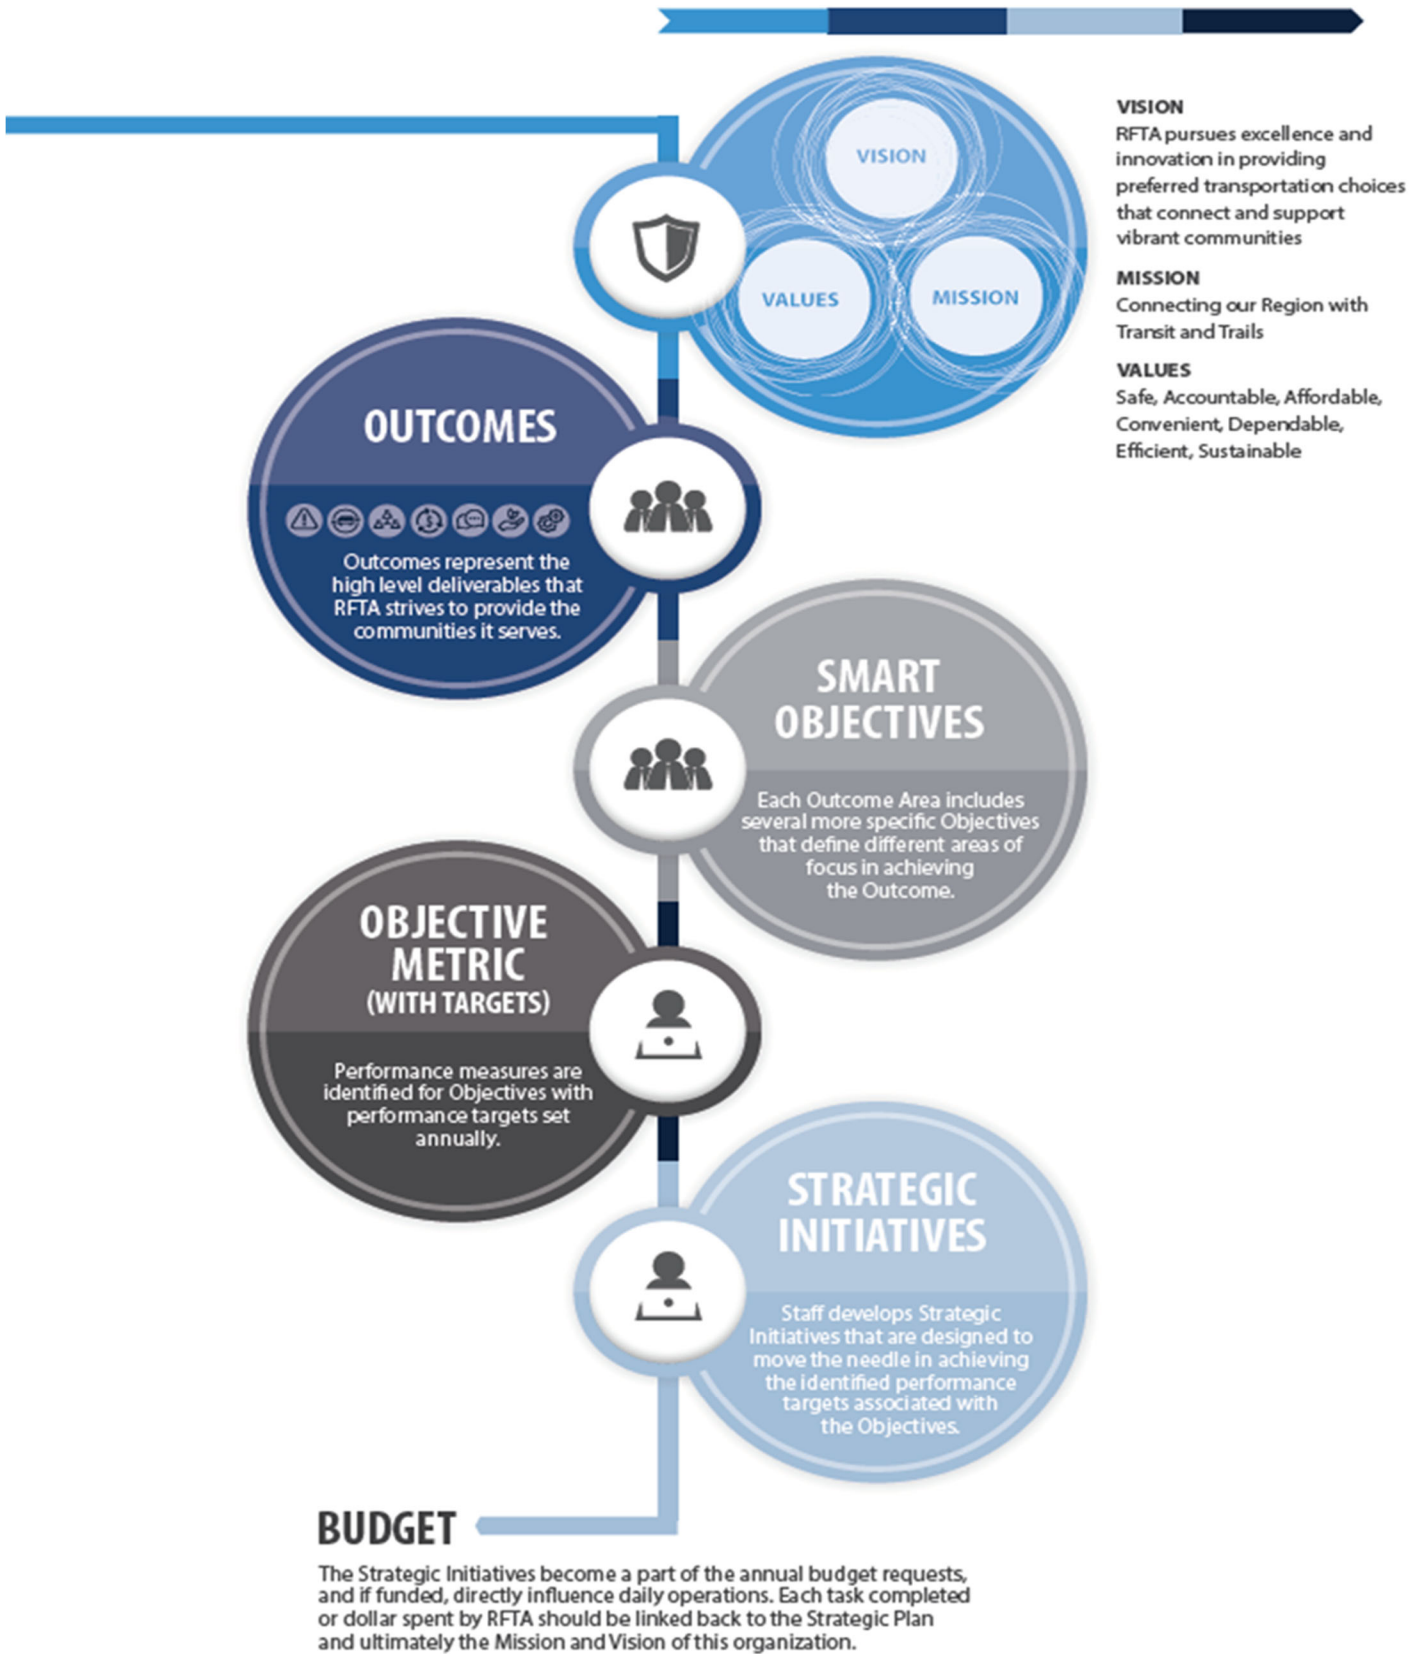 VISION
VALUES
MISSION
VISION
RFTA pursues excellence and
innovation in providing
preferred transportation choices
that connect and support
vibrant communities
MISSION
Connecting our Region with
Transit and Trails
VALUES
Safe, Accountable, Affordable,
Convenient, Dependable,
Efficient, Sustainable
OUTCOMES
Outcomes represent the
high level deliverables that
RFTA strives to provide the
communities it serves.
SMART
OBJECTIVES
Each Outcome Area includes
several more specific Objectives
that define different areas of
focus in achieving
the Outcome.
OBJECTIVE
METRIC
(WITH TARGETS)
Performance measures are
identified for Objectives with
performance targets set
annually.
STRATEGIC
INITIATIVES
Staff develops Strategic
Initiatives that are designed to
move the needle in achieving
the identified performance
targets associated with
the Objectives.
BUDGET
The Strategic Initiatives become a part of the annual budget requests,
and if funded, directly influence daily operations. Each task completed
or dollar spent by RFTA should be linked back to the Strategic Plan
and ultimately the Mission and Vision of this organization.